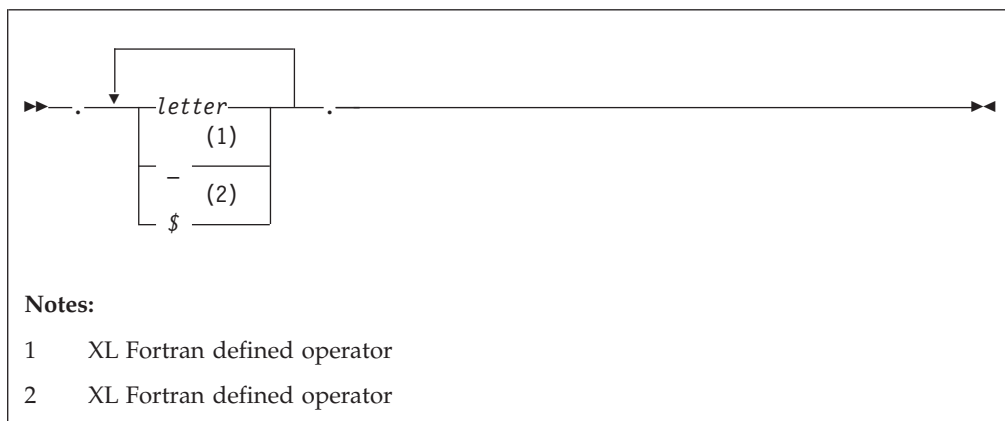 . letter .
(1)
_
(2)
$
Notes:
1 XL Fortran defined operator
2 XL Fortran defined operator